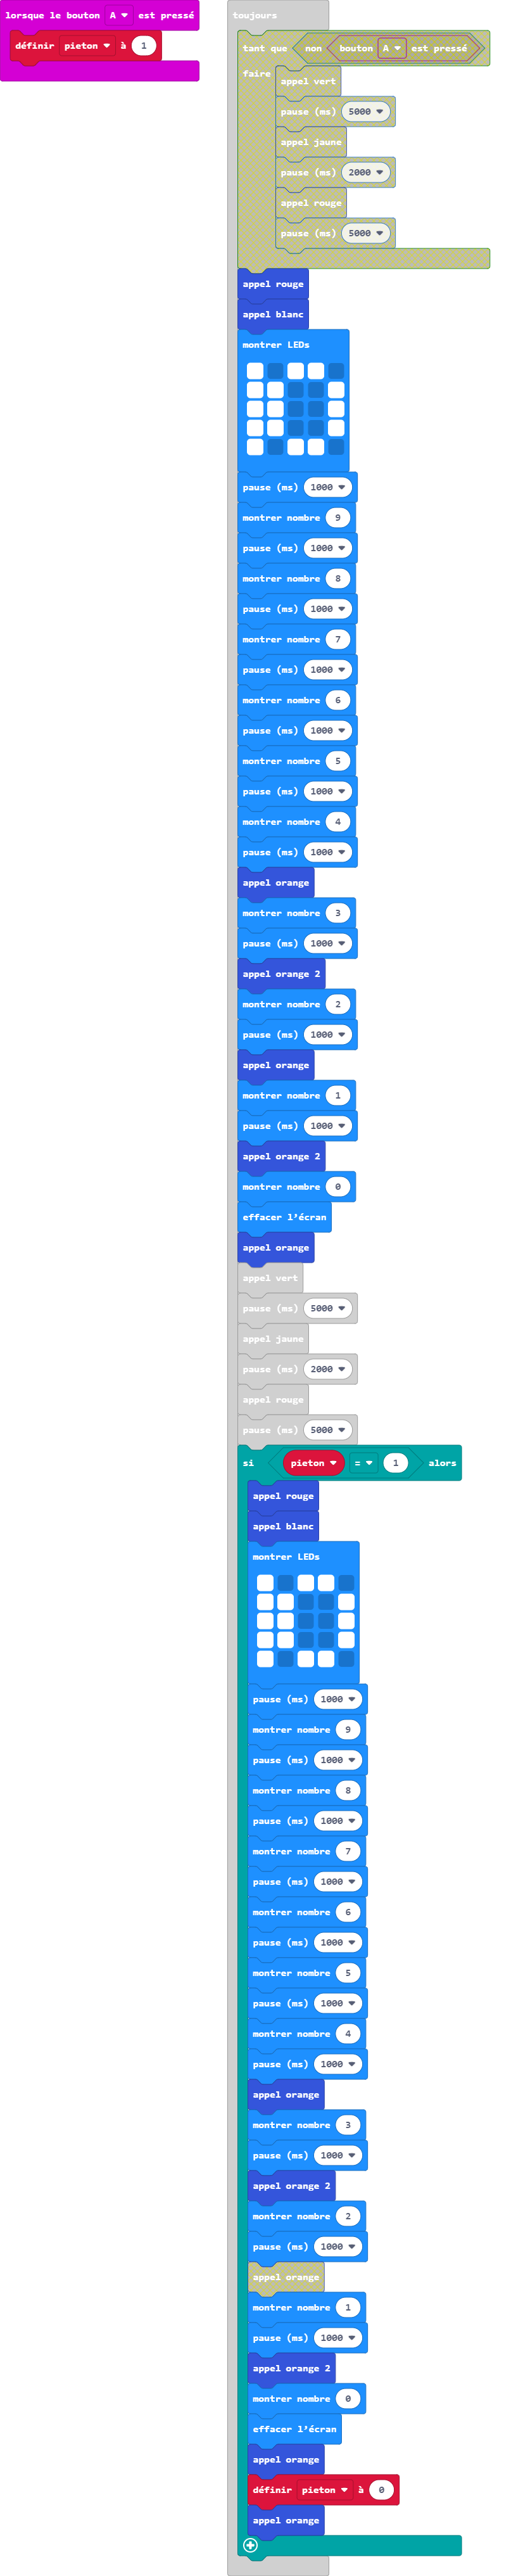 lorsque le bouton A est pressé
définir pieton à 1
toujours
tant que non bouton A est pressé
faire
appel vert
pause (ms) 5000
appel jaune
pause (ms) 2000
appel rouge
pause (ms) 5000
appel rouge
appel blanc
montrer LEDs
pause (ms) 1000
montrer nombre 9
pause (ms) 1000
montrer nombre 8
pause (ms) 1000
montrer nombre 7
pause (ms) 1000
montrer nombre 6
pause (ms) 1000
montrer nombre 5
pause (ms) 1000
montrer nombre 4
pause (ms) 1000
appel orange
montrer nombre 3
pause (ms) 1000
appel orange 2
montrer nombre 2
pause (ms) 1000
appel orange
montrer nombre 1
pause (ms) 1000
appel orange 2
montrer nombre 0
effacer l'écran
appel orange
appel vert
pause (ms) 5000
appel jaune
pause (ms) 2000
appel rouge
pause (ms) 5000
si pieton = 1 alors
appel rouge
appel blanc
montrer LEDs
pause (ms) 1000
montrer nombre 9
pause (ms) 1000
montrer nombre 8
pause (ms) 1000
montrer nombre 7
pause (ms) 1000
montrer nombre 6
pause (ms) 1000
montrer nombre 5
pause (ms) 1000
montrer nombre 4
pause (ms) 1000
appel orange
montrer nombre 3
pause (ms) 1000
appel orange 2
montrer nombre 2
pause (ms) 1000
appel orange
montrer nombre 1
pause (ms) 1000
appel orange 2
montrer nombre 0
effacer l'écran
appel orange
définir pieton à 0
appel orange